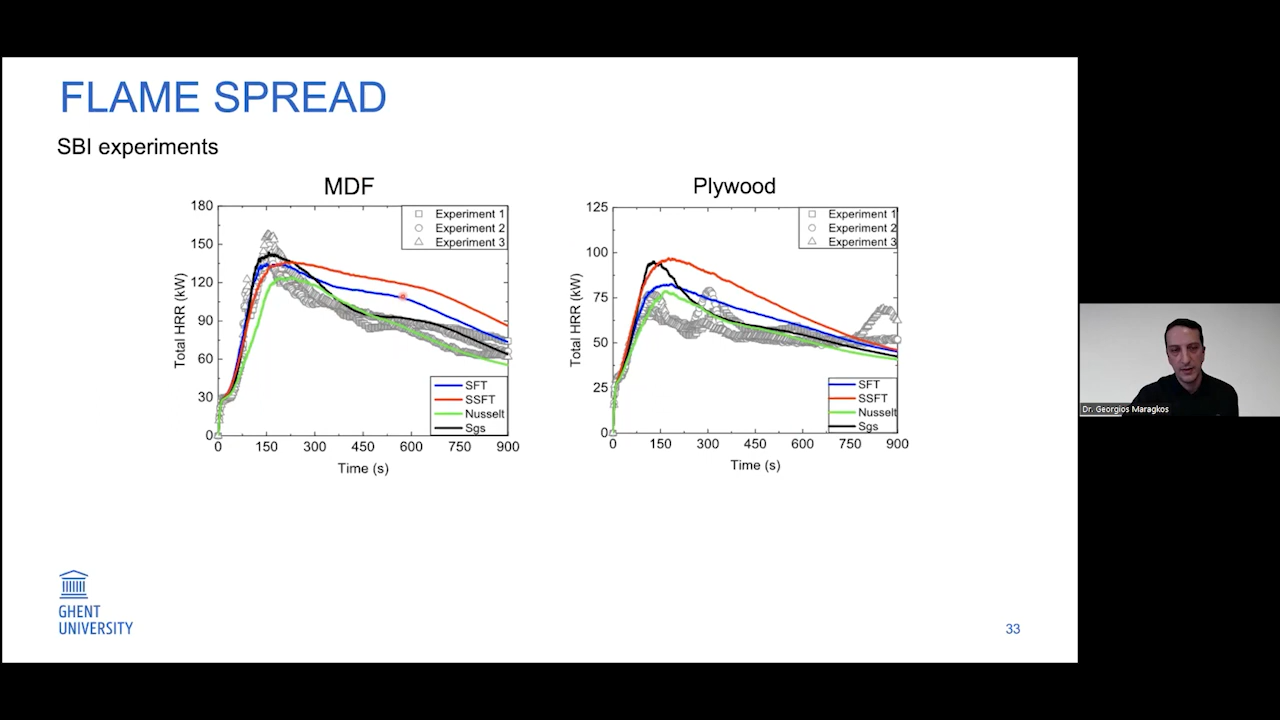 FLAME SPREAD
SBI experiments
MDF
Total HRR (kW)
180
150
120
90
60
30
0
Experiment 1
Experiment 2
Experiment 3
SFT
SSFT
Nusselt
Sgs
0 150 300 450 600 750 900
Time (s)
Plywood
Total HRR (kW)
125
100
75
50
25
0
Experiment 1
Experiment 2
Experiment 3
SFT
SSFT
Nusselt
Sgs
0 150 300 450 600 750 900
Time (s)
Dr. Georgios Maragkos
GHENT
UNIVERSITY
33